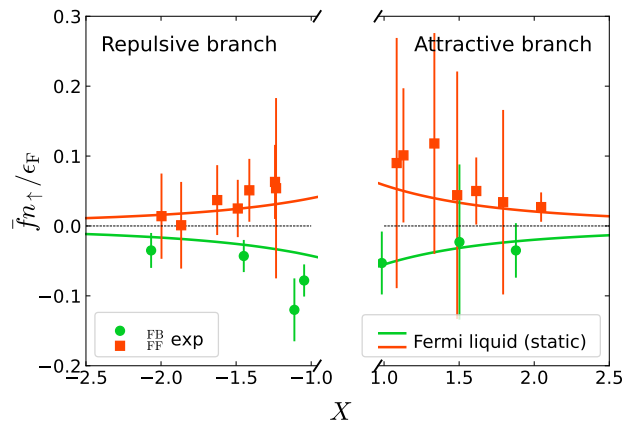 0.3
0.2
0.1
0.0
−0.1
−0.2
f̄n↑/ϵF
Repulsive branch
Attractive branch
FB
FF exp
Fermi liquid (static)
−2.5 −2.0 −1.5 −1.0 1.0 1.5 2.0 2.5
X